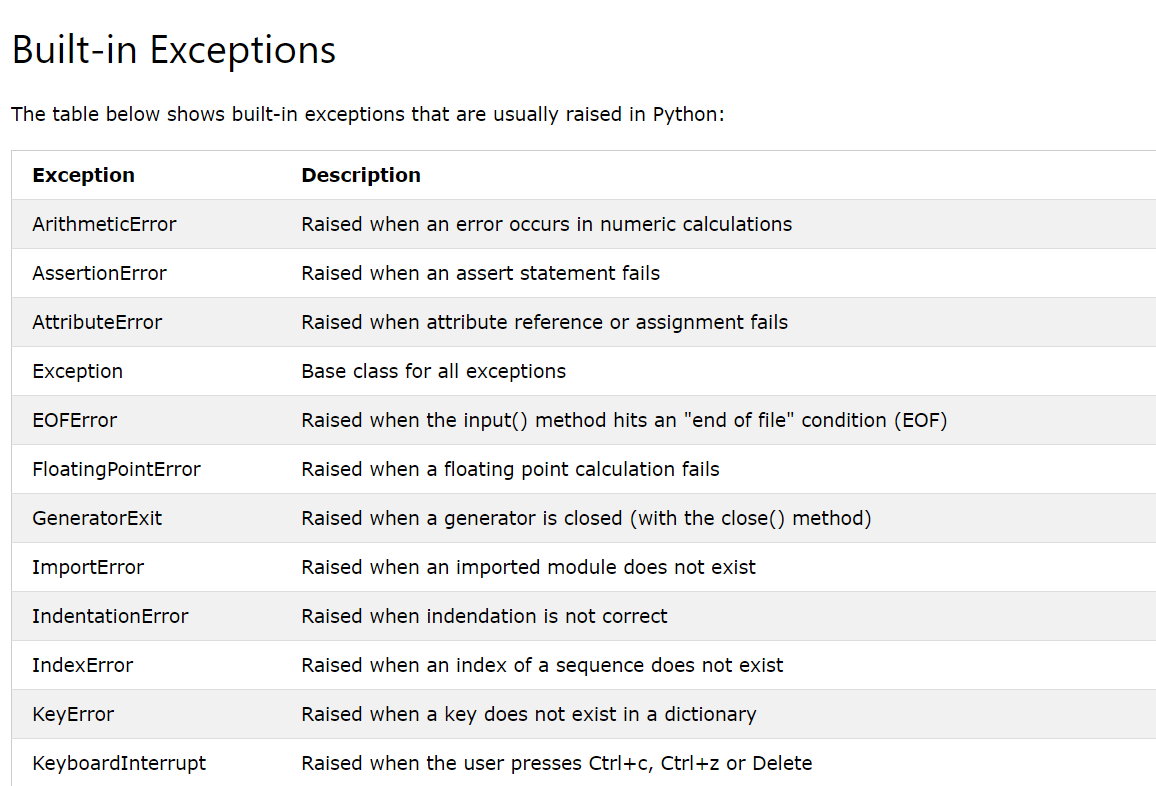 Built-in Exceptions
The table below shows built-in exceptions that are usually raised in Python:
Exception Description
ArithmeticError Raised when an error occurs in numeric calculations
AssertionError Raised when an assert statement fails
AttributeError Raised when attribute reference or assignment fails
Exception Base class for all exceptions
EOFError Raised when the input() method hits an "end of file" condition (EOF)
FloatingPointError Raised when a floating point calculation fails
GeneratorExit Raised when a generator is closed (with the close() method)
ImportError Raised when an imported module does not exist
IndentationError Raised when indendation is not correct
IndexError Raised when an index of a sequence does not exist
KeyError Raised when a key does not exist in a dictionary
KeyboardInterrupt Raised when the user presses Ctrl+c, Ctrl+z or Delete